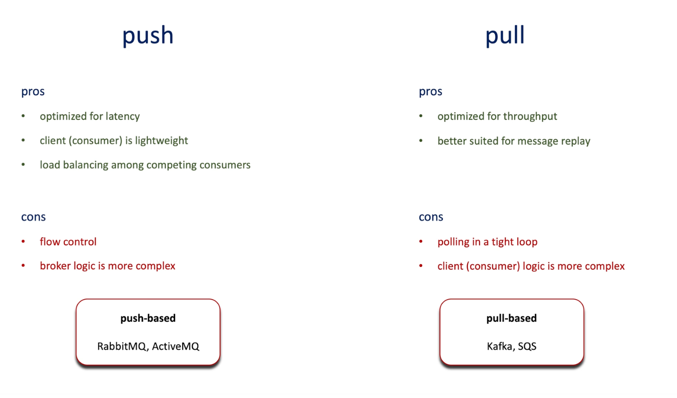 push
pros
• optimized for latency
• client (consumer) is lightweight
• load balancing among competing consumers
cons
• flow control
• broker logic is more complex
push-based
RabbitMQ, ActiveMQ
pull
pros
• optimized for throughput
• better suited for message replay
cons
• polling in a tight loop
• client (consumer) logic is more complex
pull-based
Kafka, SQS